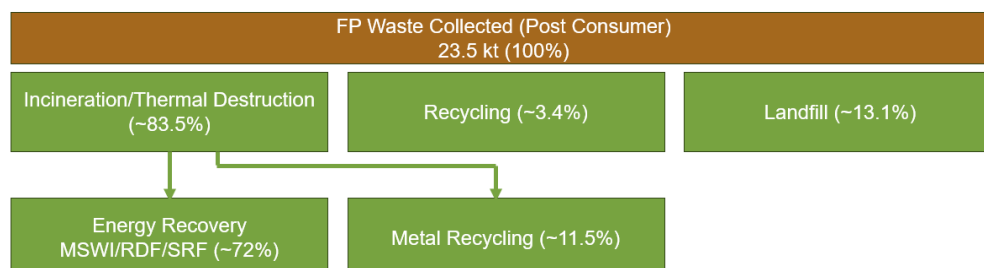 FP Waste Collected (Post Consumer)
23.5 kt (100%)
Incineration/Thermal Destruction
(~83.5%)
Recycling (~3.4%)
Landfill (~13.1%)
Energy Recovery
MSWI/RDF/SRF (~72%)
Metal Recycling (~11.5%)